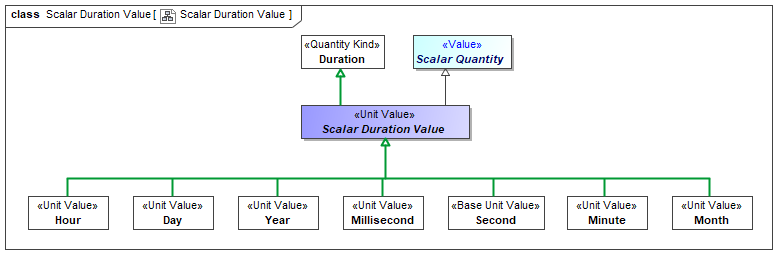 class Scalar Duration Value [ Scalar Duration Value ]
«Quantity Kind»
Duration
«Value»
Scalar Quantity
«Unit Value»
Scalar Duration Value
«Unit Value»
Hour
«Unit Value»
Day
«Unit Value»
Year
«Unit Value»
Millisecond
«Base Unit Value»
Second
«Unit Value»
Minute
«Unit Value»
Month